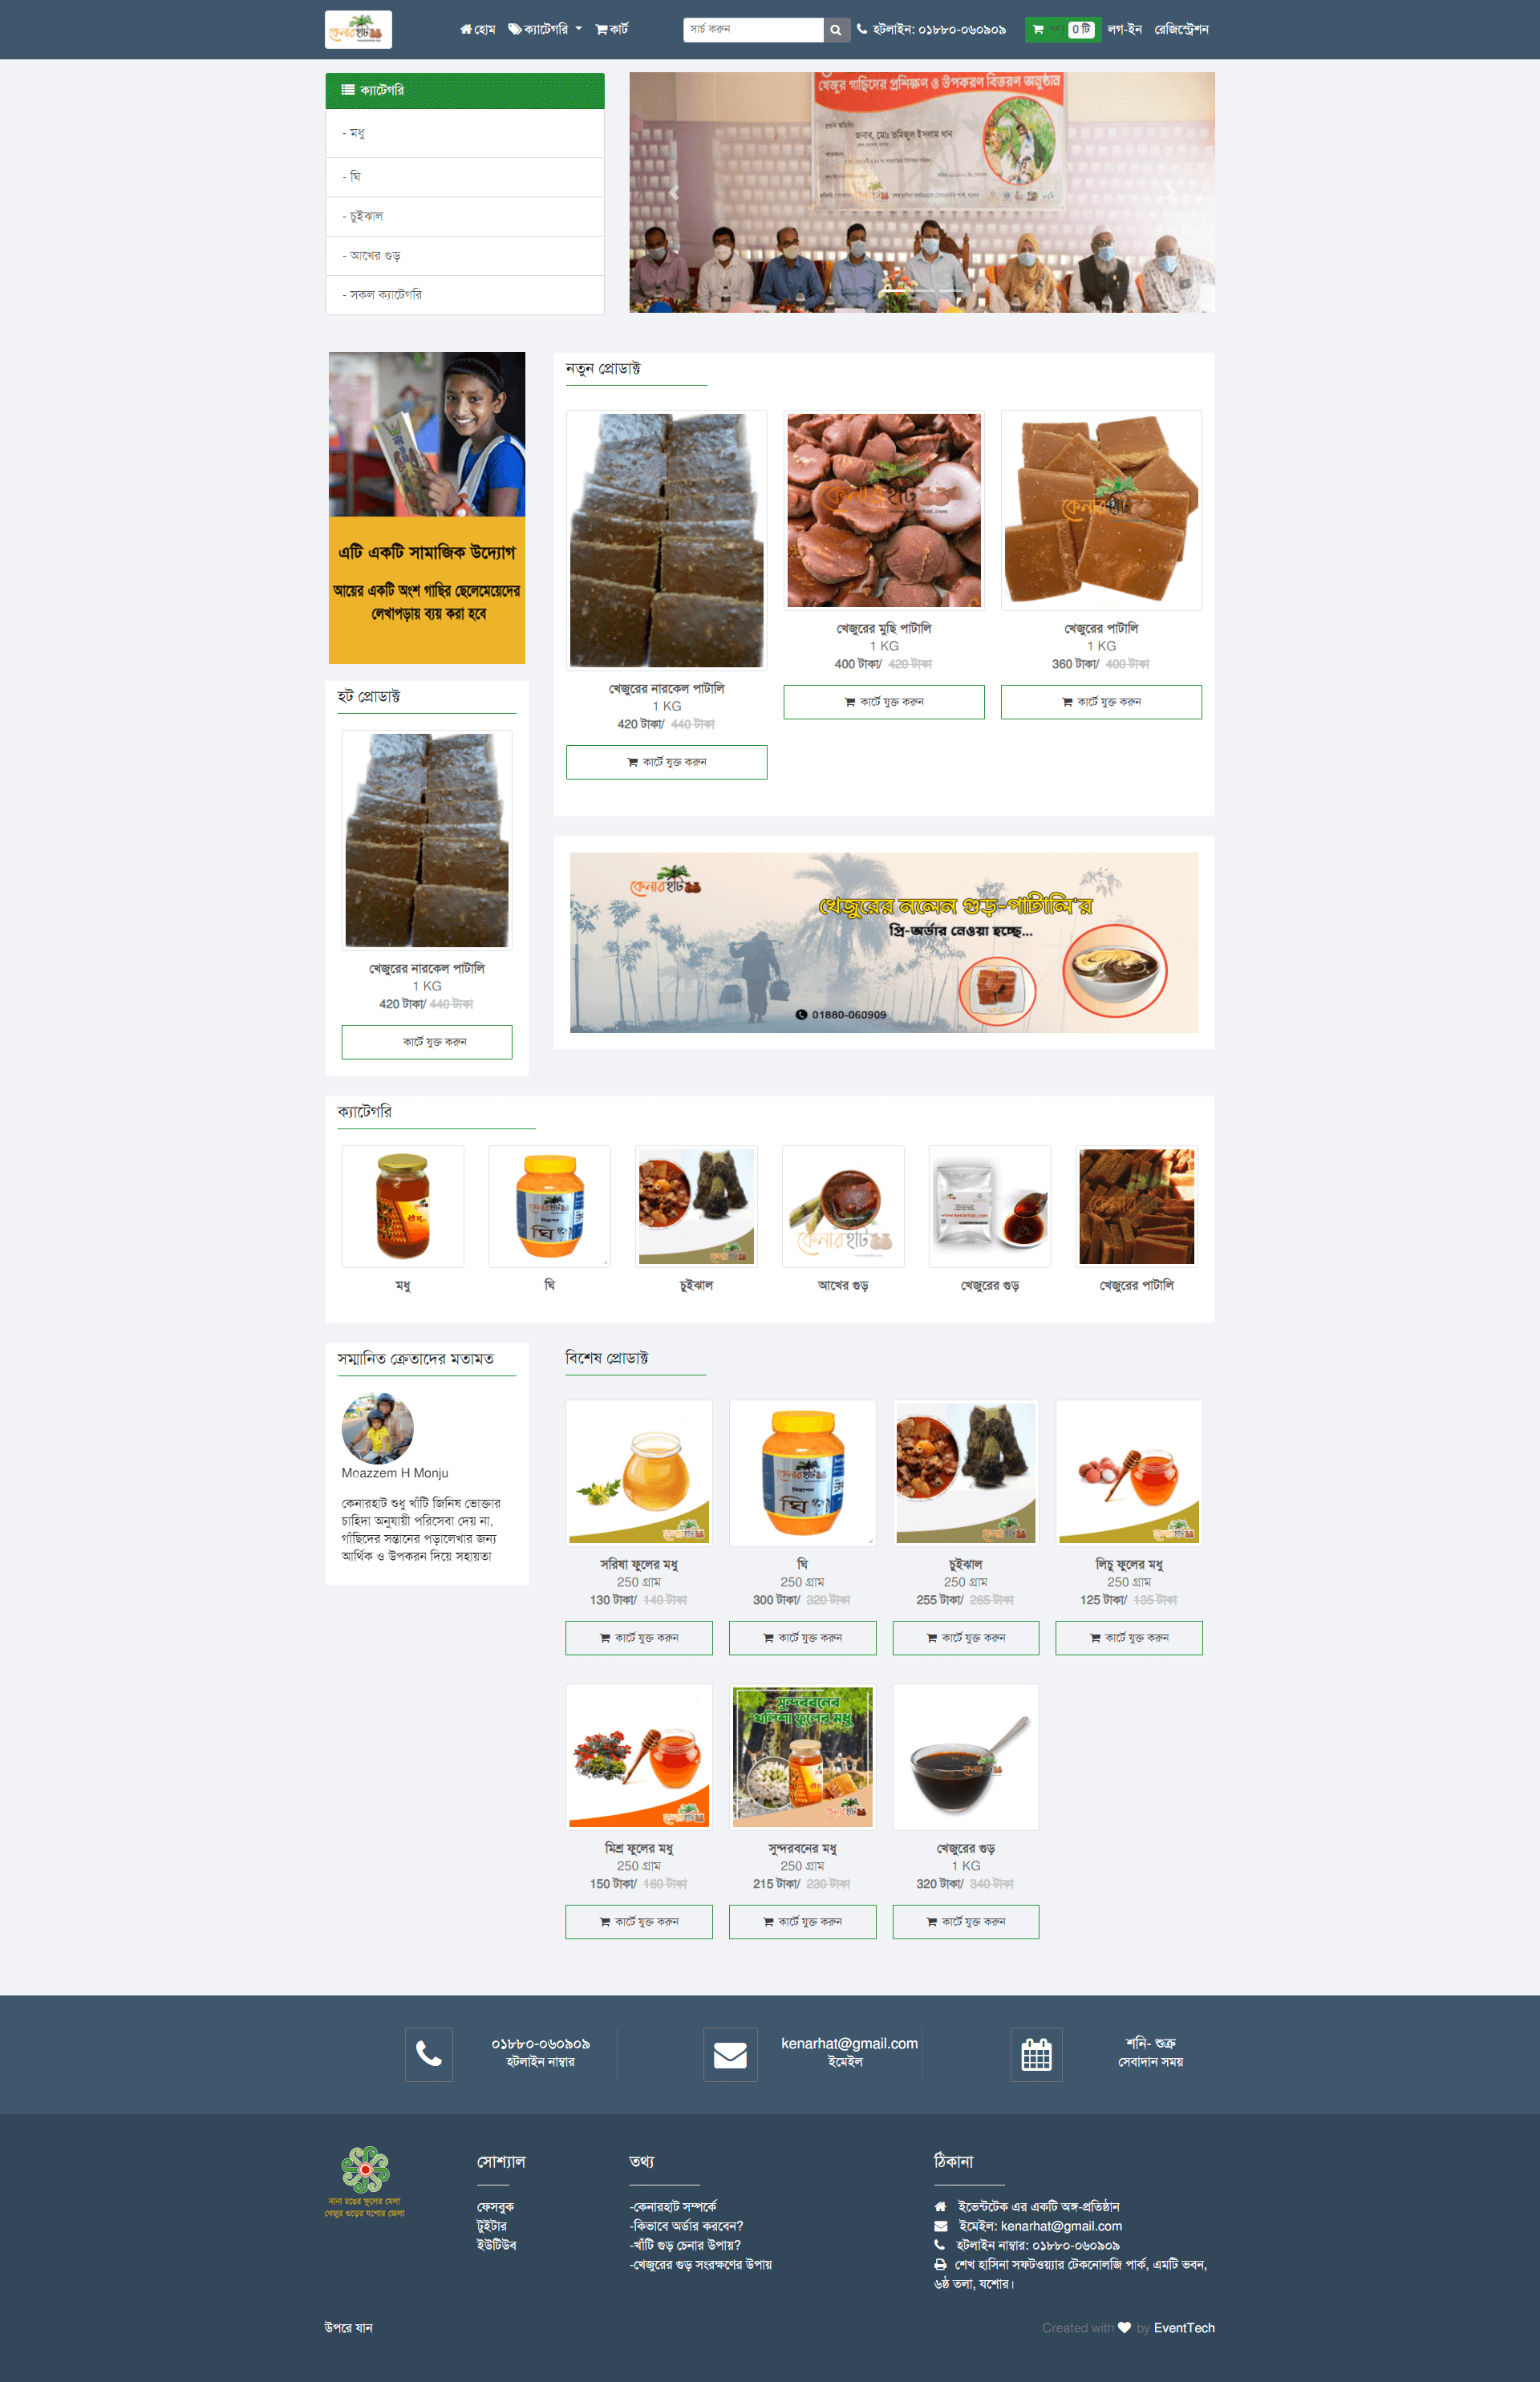 কেনারহাট
হোম ক্যাটেগরি কার্ট
সার্চ করুন
হটলাইন: ০১৮৮০-০৬০৯০৯
0 টি
লগ-ইন রেজিস্ট্রেশন
ক্যাটেগরি
- মধু
- ঘি
- চুইঝাল
- আখের গুড়
- সকল ক্যাটেগরি
খেজুর গাছিদের প্রশিক্ষণ ও উপকরণ বিতরণ অনুষ্ঠান
জনাব, মোঃ তমিজুল ইসলাম খান
এটি একটি সামাজিক উদ্যোগ
আয়ের একটি অংশ গাছির ছেলেমেয়েদের
লেখাপড়ায় ব্যয় করা হবে
নতুন প্রোডাক্ট
খেজুরের নারকেল পাটালি
1 KG
420 টাকা/ 440 টাকা
কার্টে যুক্ত করুন
খেজুরের মুছি পাটালি
1 KG
400 টাকা/ 420 টাকা
কার্টে যুক্ত করুন
খেজুরের পাটালি
1 KG
360 টাকা/ 400 টাকা
কার্টে যুক্ত করুন
হট প্রোডাক্ট
খেজুরের নারকেল পাটালি
1 KG
420 টাকা/ 440 টাকা
কার্টে যুক্ত করুন
কেনারহাট
খেজুরের নলেন গুড়-পাটালি'র
প্রি-অর্ডার নেওয়া হচ্ছে...
01880-060909
ক্যাটেগরি
মধু
ঘি
চুইঝাল
আখের গুড়
খেজুরের গুড়
খেজুরের পাটালি
সম্মানিত ক্রেতাদের মতামত
Moazzem H Monju
কেনারহাট শুধু খাঁটি জিনিষ ভোক্তার
চাহিদা অনুযায়ী পরিসেবা দেয় না,
গাঁছিদের সন্তানের পড়ালেখার জন্য
আর্থিক ও উপকরন দিয়ে সহায়তা
বিশেষ প্রোডাক্ট
সরিষা ফুলের মধু
250 গ্রাম
130 টাকা/ 140 টাকা
কার্টে যুক্ত করুন
ঘি
250 গ্রাম
300 টাকা/ 320 টাকা
কার্টে যুক্ত করুন
চুইঝাল
250 গ্রাম
255 টাকা/ 265 টাকা
কার্টে যুক্ত করুন
লিচু ফুলের মধু
250 গ্রাম
125 টাকা/ 135 টাকা
কার্টে যুক্ত করুন
সুন্দরবনের
খলিশা ফুলের মধু
মিশ্র ফুলের মধু
250 গ্রাম
150 টাকা/ 160 টাকা
কার্টে যুক্ত করুন
সুন্দরবনের মধু
250 গ্রাম
215 টাকা/ 230 টাকা
কার্টে যুক্ত করুন
খেজুরের গুড়
1 KG
320 টাকা/ 340 টাকা
কার্টে যুক্ত করুন
০১৮৮০-০৬০৯০৯
হটলাইন নাম্বার
kenarhat@gmail.com
ইমেইল
শনি- শুক্র
সেবাদান সময়
নানা রঙের ফুলের মেলা
খেজুর গুড়ের যশোর জেলা
সোশ্যাল
ফেসবুক
টুইটার
ইউটিউব
তথ্য
-কেনারহাট সম্পর্কে
-কিভাবে অর্ডার করবেন?
-খাঁটি গুড় চেনার উপায়?
-খেজুরের গুড় সংরক্ষণের উপায়
ঠিকানা
ইভেন্টটেক এর একটি অঙ্গ-প্রতিষ্ঠান
ইমেইল: kenarhat@gmail.com
হটলাইন নাম্বার: ০১৮৮০-০৬০৯০৯
শেখ হাসিনা সফটওয়্যার টেকনোলজি পার্ক, এমটি ভবন,
৬ষ্ঠ তলা, যশোর।
উপরে যান
Created with by EventTech